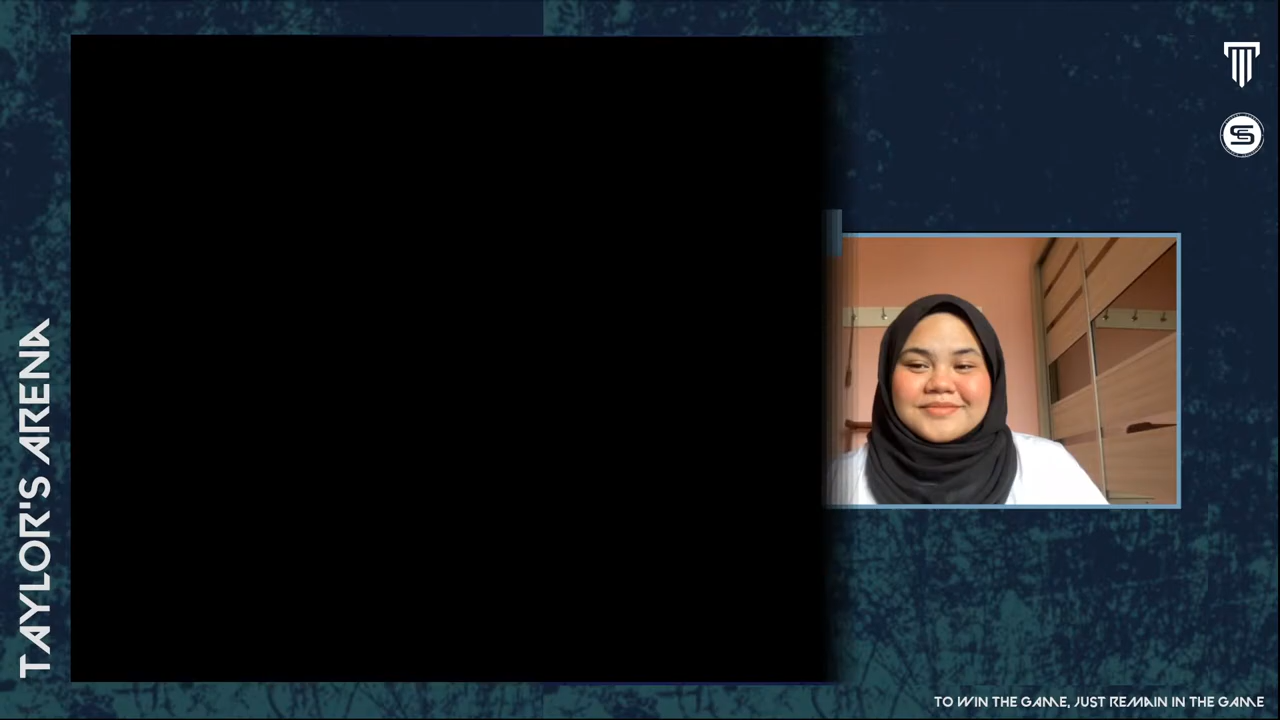 TAYLOR'S ARENA
TO WIN THE GAME, JUST REMAIN IN THE GAME